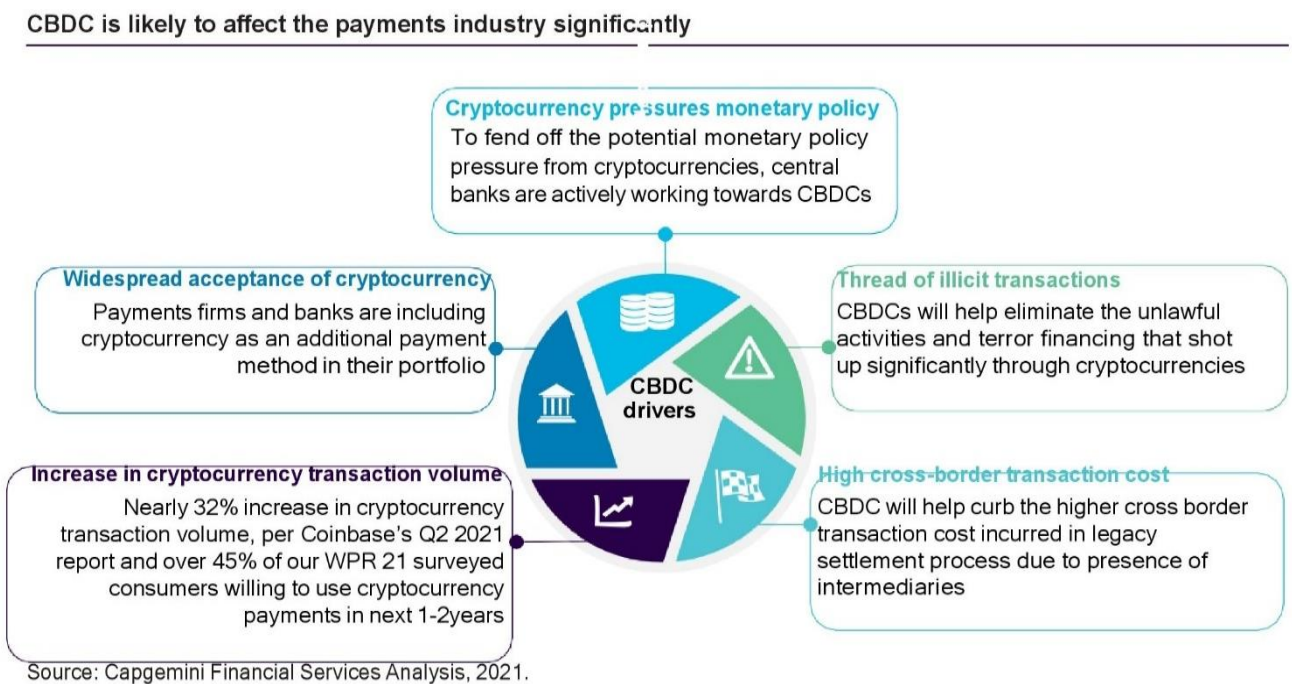 CBDC is likely to affect the payments industry significantly
Cryptocurrency pressures monetary policy
To fend off the potential monetary policy
pressure from cryptocurrencies, central
banks are actively working towards CBDCs
Widespread acceptance of cryptocurrency
Payments firms and banks are including
cryptocurrency as an additional payment
method in their portfolio
Thread of illicit transactions
CBDCs will help eliminate the unlawful
activities and terror financing that shot
up significantly through cryptocurrencies
CBDC
drivers
Increase in cryptocurrency transaction volume
Nearly 32% increase in cryptocurrency
transaction volume, per Coinbase's Q2 2021
report and over 45% of our WPR 21 surveyed
consumers willing to use cryptocurrency
payments in next 1-2years
High cross-border transaction cost
CBDC will help curb the higher cross border
transaction cost incurred in legacy
settlement process due to presence of
intermediaries
Source: Capgemini Financial Services Analysis, 2021.